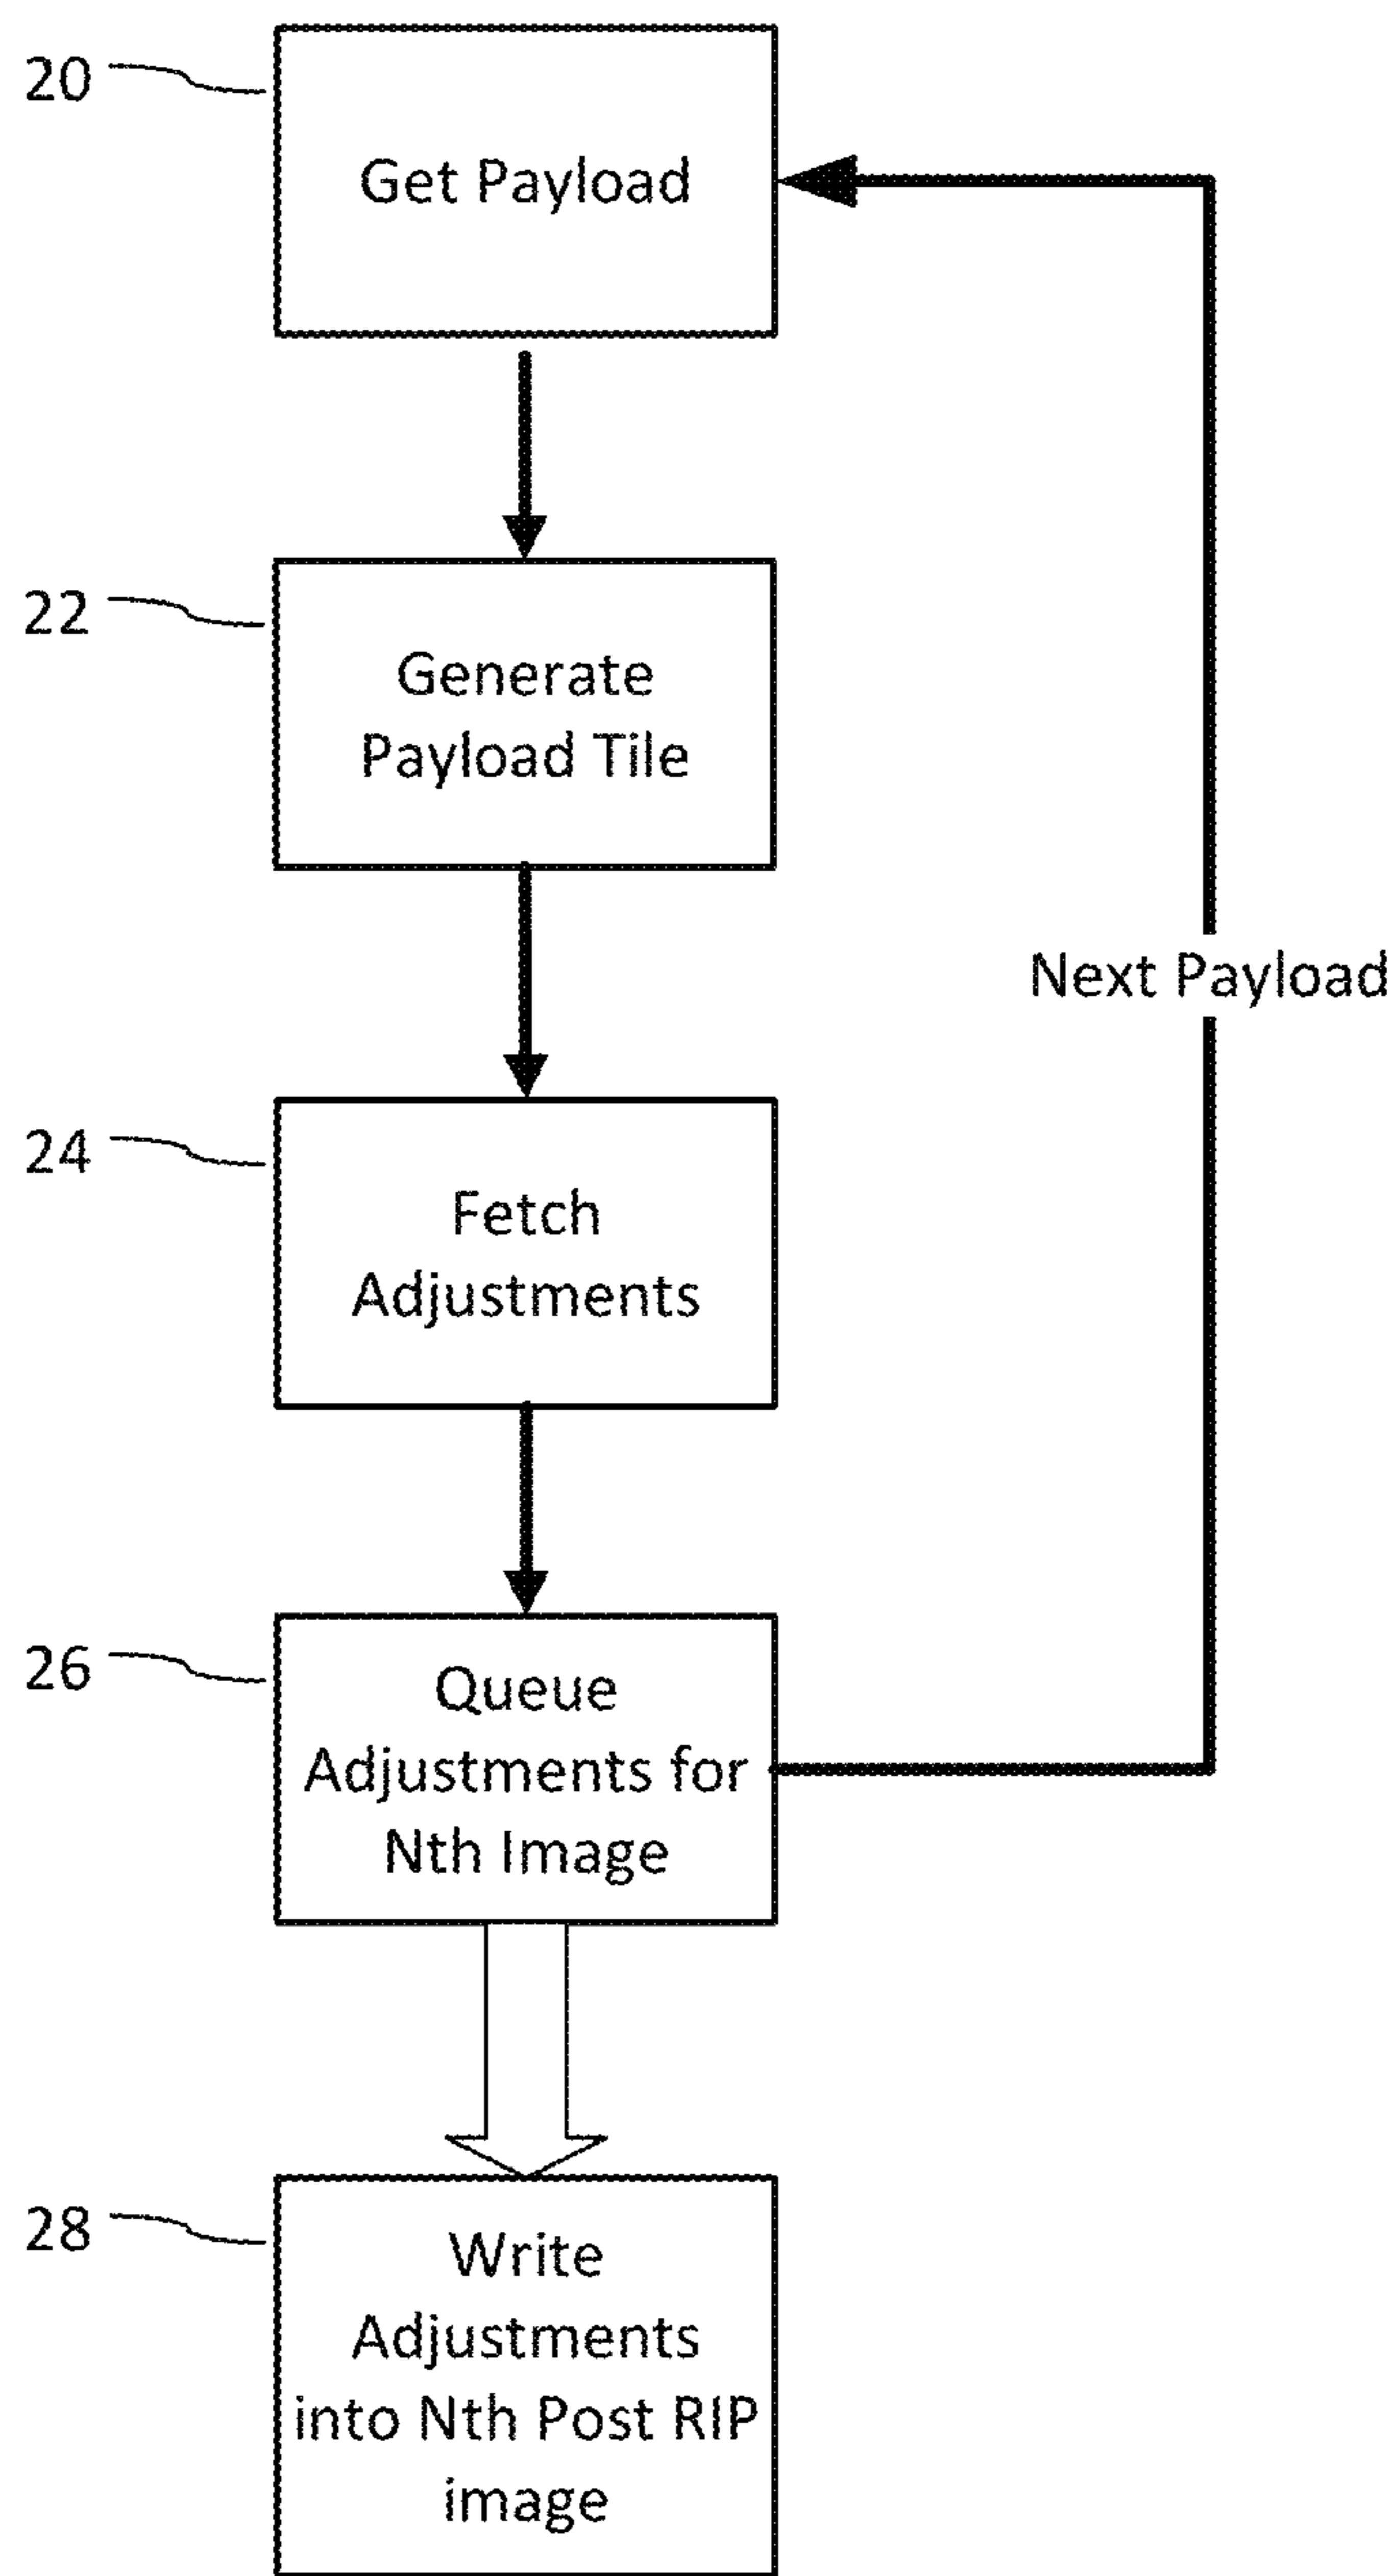 20
Get Payload
22
Generate
Payload Tile
Next Payload
24
Fetch
Adjustments
26
Queue
Adjustments for
Nth Image
28
Write
Adjustments
into Nth Post RIP
image